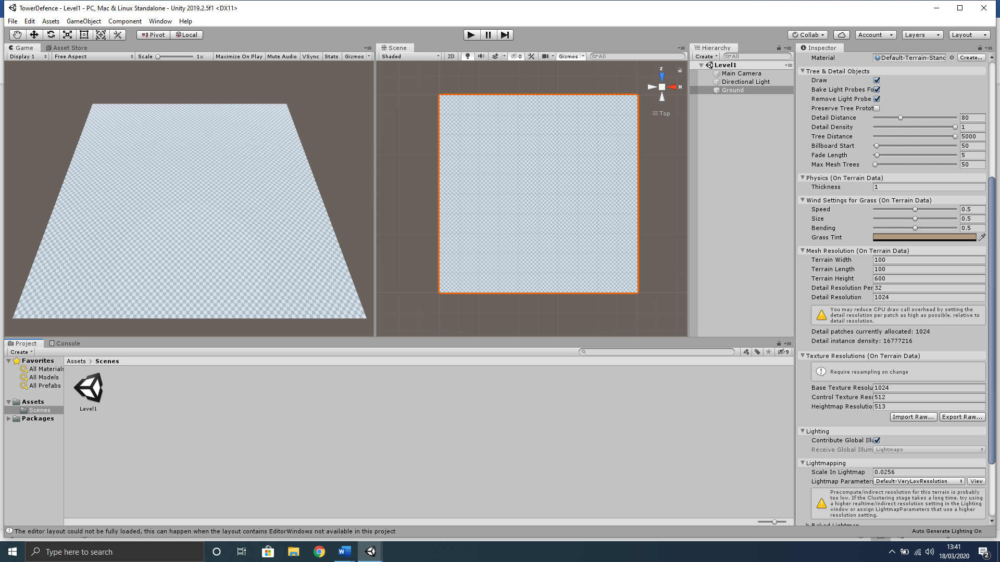 TowerDefence - Level1 - PC, Mac & Linux Standalone - Unity 2019.2.5f1 <DX11>
File Edit Assets GameObject Component Window Help
Pivot Local
Collab Account Layers Layout
Game Asset Store
Display 1 Free Aspect Scale 1x Maximize On Play Mute Audio VSync Stats Gizmos
Scene
Shaded 2D 0 Gizmos All
z
x
Top
Hierarchy
Create All
Level1
Main Camera
Directional Light
Ground
Inspector
Material Default-Terrain-Stand Create...
Tree & Detail Objects
Draw
Bake Light Probes Fo
Remove Light Probe
Preserve Tree Protot
Detail Distance 80
Detail Density 1
Tree Distance 5000
Billboard Start 50
Fade Length 5
Max Mesh Trees 50
Physics (On Terrain Data)
Thickness 1
Wind Settings for Grass (On Terrain Data)
Speed 0.5
Size 0.5
Bending 0.5
Grass Tint
Mesh Resolution (On Terrain Data)
Terrain Width 100
Terrain Length 100
Terrain Height 600
Detail Resolution Per 32
Detail Resolution 1024
You may reduce CPU draw call overhead by setting the
detail resolution per patch as high as possible, relative to
detail resolution.
Detail patches currently allocated: 1024
Detail instance density: 16777216
Texture Resolutions (On Terrain Data)
Require resampling on change
Base Texture Resolu 1024
Control Texture Reso 512
Heightmap Resolutio 513
Import Raw... Export Raw...
Lighting
Contribute Global Illu
Receive Global Illum Lightmaps
Lightmapping
Scale In Lightmap 0.0256
Lightmap Parameters Default-VeryLowResolution View
Precompute/indirect resolution for this terrain is probably
too low. If the Clustering stage takes a long time, try using
a higher realtime/indirect resolution setting in the Lighting
window or assign LightmapParameters that use a higher
resolution setting.
Baked Lightmap
Project Console
Create 9
Favorites
All Materials
All Models
All Prefabs
Assets
Scenes
Packages
Assets > Scenes
Level1
The editor layout could not be fully loaded, this can happen when the layout contains EditorWindows not available in this project
Auto Generate Lighting On
Type here to search
13:41
18/03/2020
2